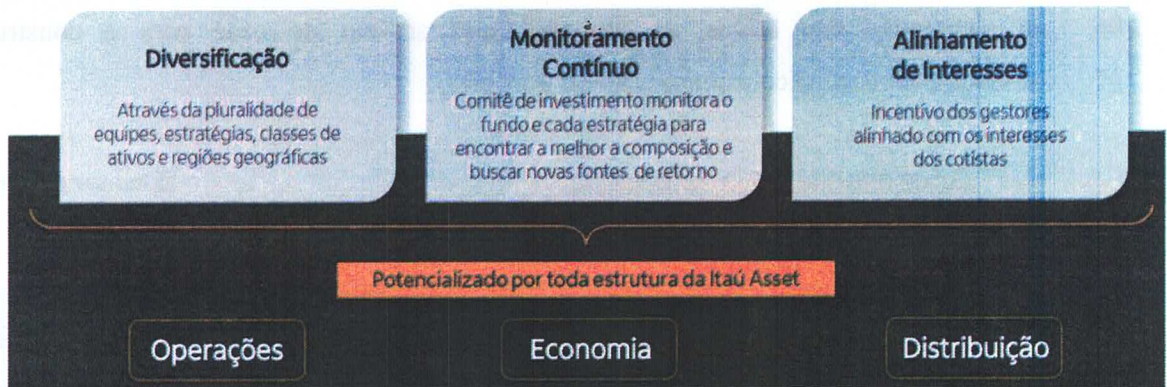 Diversificação
Através da pluralidade de
equipes, estratégias, classes de
ativos e regiões geográficas
Monitoramento
Contínuo
Comitê de investimento monitora o
fundo e cada estratégia para
encontrar a melhor a composição e
buscar novas fontes de retorno
Alinhamento
de Interesses
Incentivo dos gestores
alinhado com os interesses
dos cotistas
Potencializado por toda estrutura da Itaú Asset
Operações
Economia
Distribuição